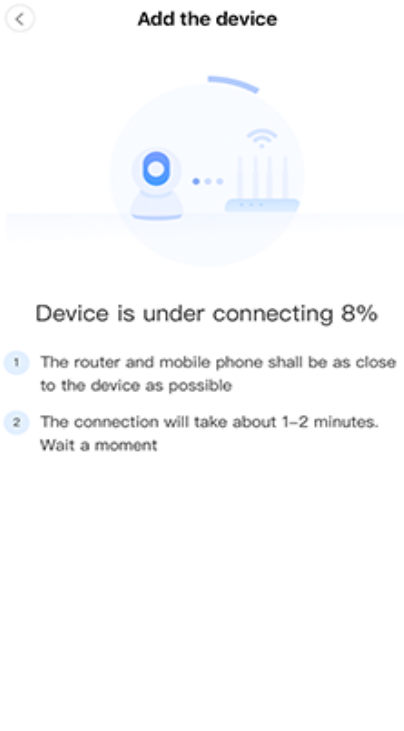 Add the device
Device is under connecting 8%
1 The router and mobile phone shall be as close
to the device as possible
2 The connection will take about 1–2 minutes.
Wait a moment